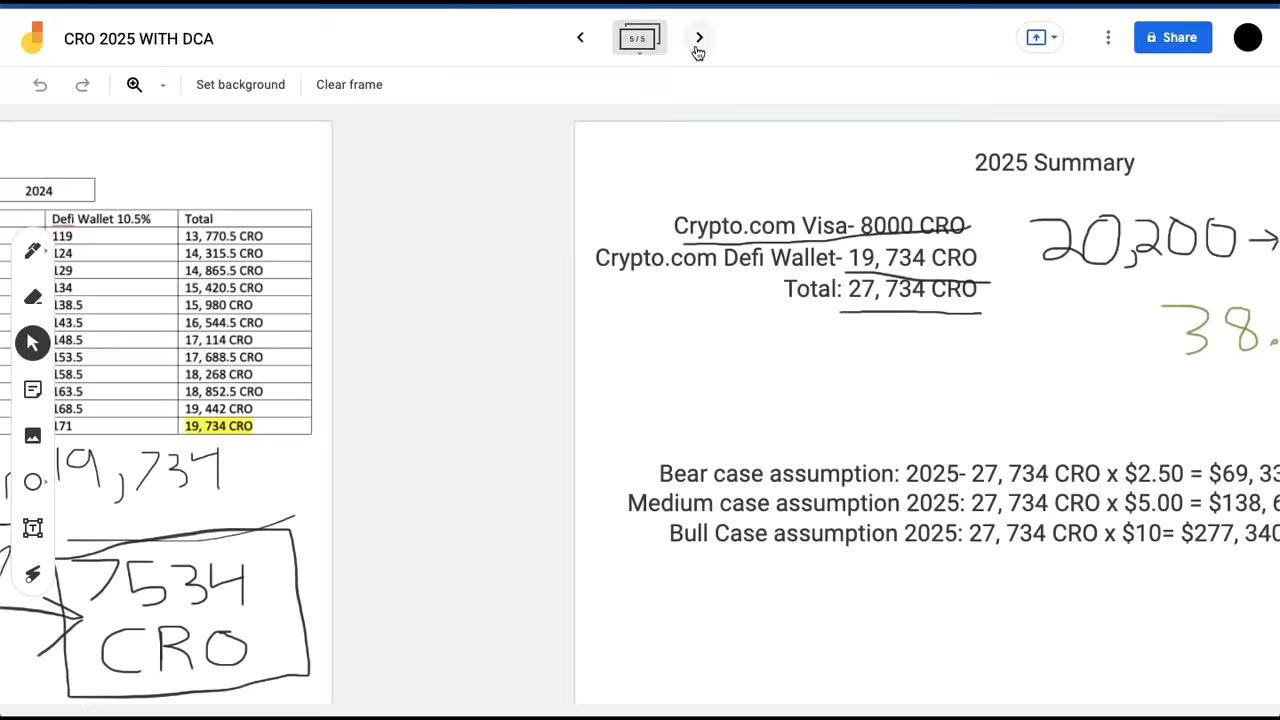 CRO 2025 WITH DCA
5/5
Share
Set background
Clear frame
2024
Defi Wallet 10.5% Total
119 13, 770.5 CRO
124 14, 315.5 CRO
129 14, 865.5 CRO
134 15, 420.5 CRO
138.5 15, 980 CRO
143.5 16, 544.5 CRO
148.5 17, 114 CRO
153.5 17, 688.5 CRO
158.5 18, 268 CRO
163.5 18, 852.5 CRO
168.5 19, 442 CRO
171 19, 734 CRO
19,734
7534
CRO
2025 Summary
Crypto.com Visa- 8000 CRO
Crypto.com Defi Wallet- 19, 734 CRO
Total: 27, 734 CRO
20,200 →
38.
Bear case assumption: 2025- 27, 734 CRO x $2.50 = $69, 33
Medium case assumption 2025: 27, 734 CRO x $5.00 = $138, 6
Bull Case assumption 2025: 27, 734 CRO x $10= $277, 340